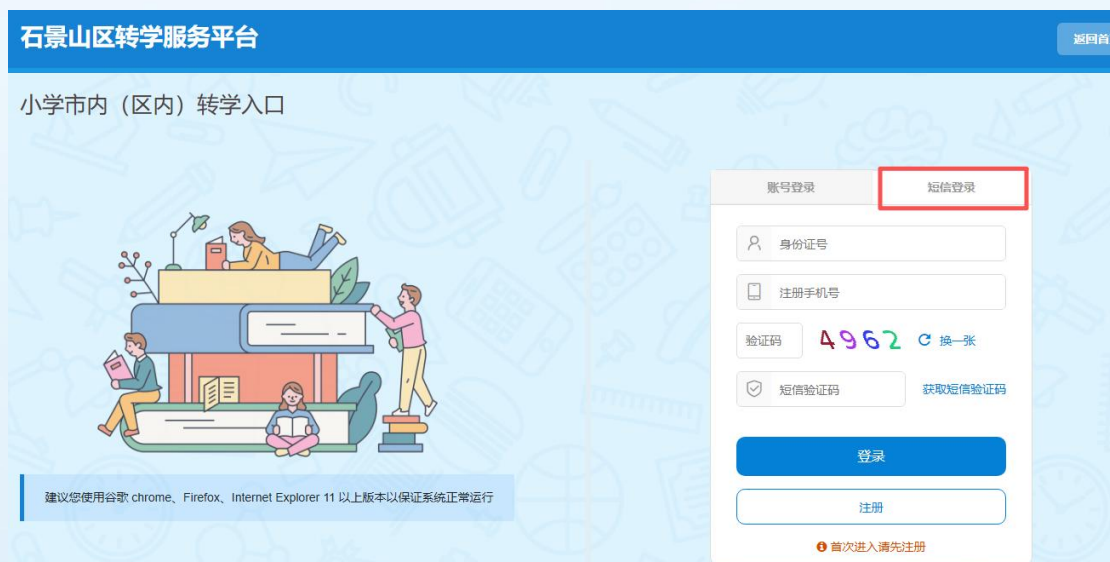 石景山区转学服务平台
返回首
小学市内（区内）转学入口
账号登录
短信登录
身份证号
注册手机号
验证码
4962
换一张
短信验证码
获取短信验证码
登录
注册
首次进入请先注册
建议您使用谷歌 chrome、Firefox、Internet Explorer 11 以上版本以保证系统正常运行